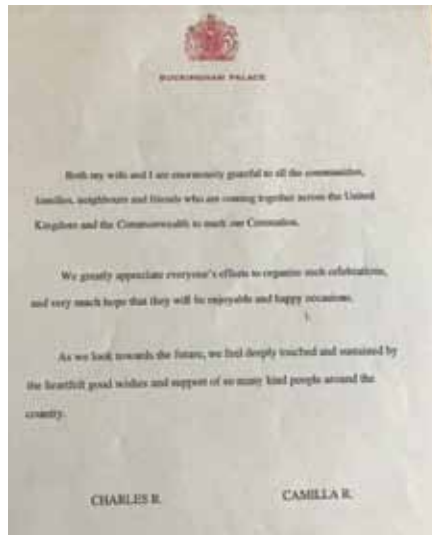 BUCKINGHAM PALACE
Both my wife and I are enormously grateful to all the communities,
families, neighbours and friends who are coming together across the United
Kingdom and the Commonwealth to mark our Coronation.
We greatly appreciate everyone's efforts to organise such celebrations,
and very much hope that they will be enjoyable and happy occasions.
As we look towards the future, we feel deeply touched and sustained by
the heartfelt good wishes and support of so many kind people around the
country.
CHARLES R.
CAMILLA R.